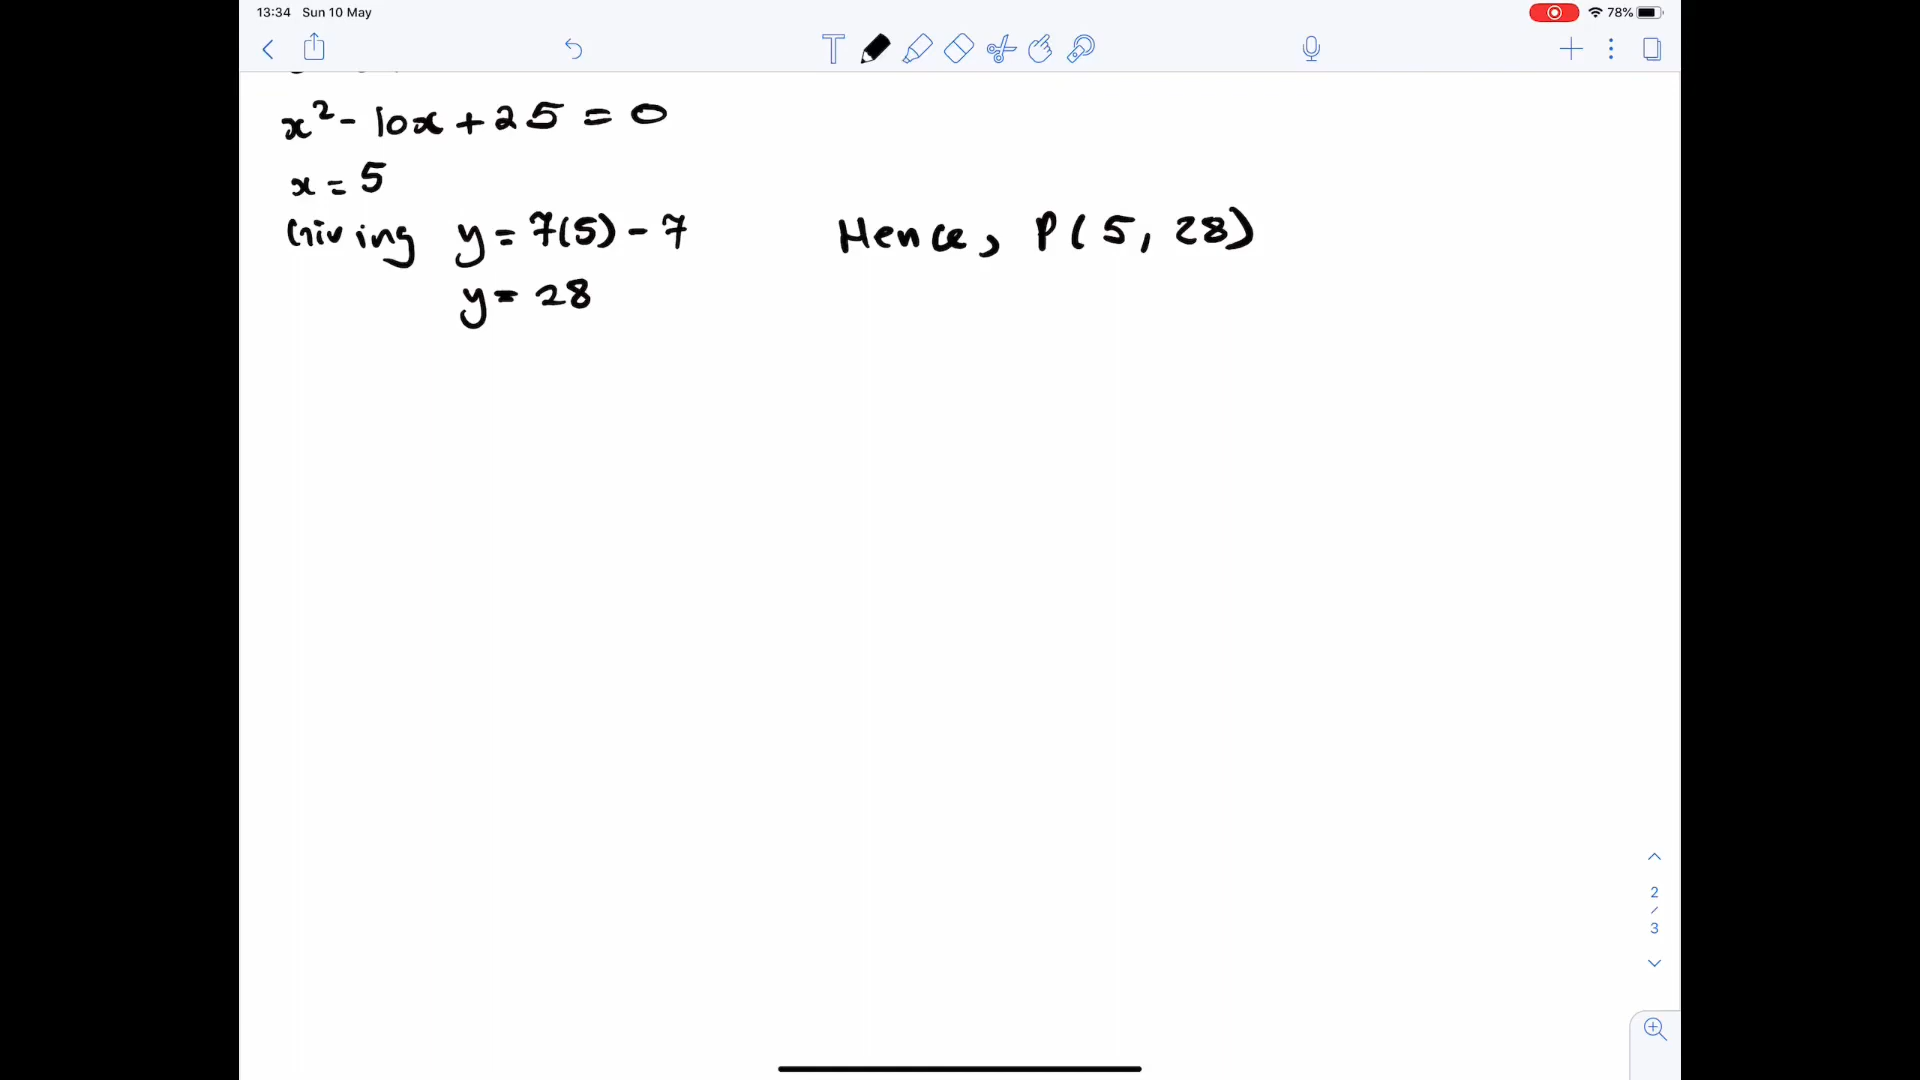 13:34 Sun 10 May 78%
x² - 10x + 25 = 0
x = 5
Giving y = 7(5) - 7 Hence, P(5, 28)
y = 28
2
/
3